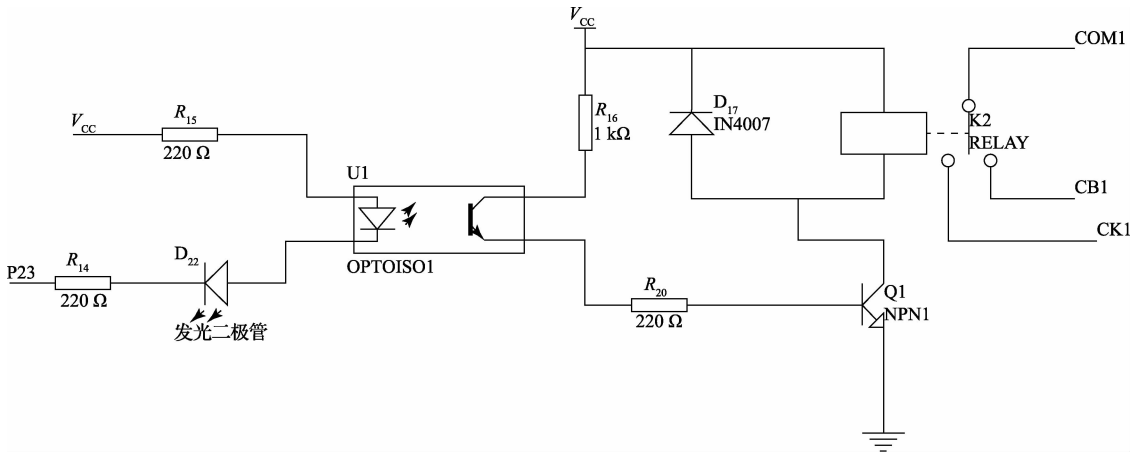 V_CC
COM1
R_16
1 kΩ
D_17
IN4007
K2
RELAY
R_15
V_CC
220 Ω
U1
CB1
CK1
D_22
OPTOISO1
P23
R_14
220 Ω
发光二极管
R_20
220 Ω
Q1
NPN1